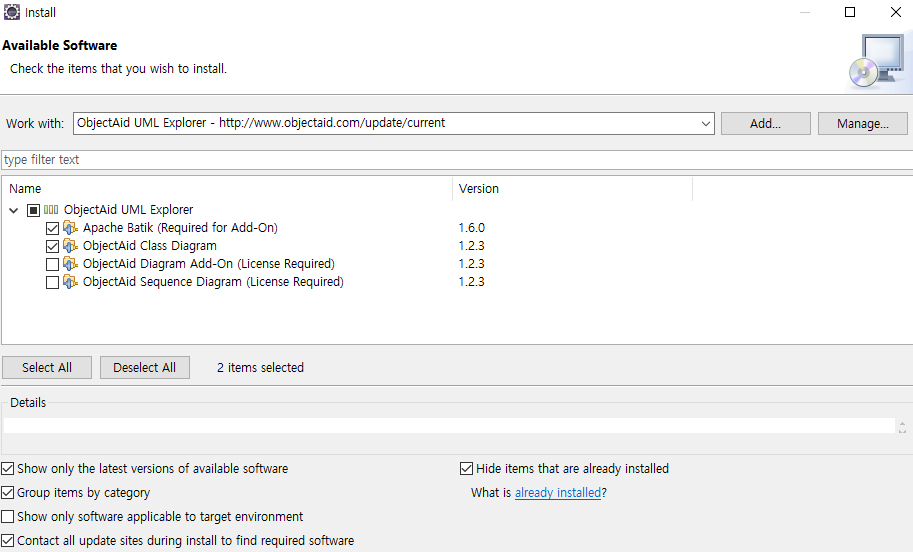 Install
Available Software
Check the items that you wish to install.
Work with: ObjectAid UML Explorer - http://www.objectaid.com/update/current Add... Manage...
type filter text
Name Version
ObjectAid UML Explorer
Apache Batik (Required for Add-On) 1.6.0
ObjectAid Class Diagram 1.2.3
ObjectAid Diagram Add-On (License Required) 1.2.3
ObjectAid Sequence Diagram (License Required) 1.2.3
Select All Deselect All 2 items selected
Details
Show only the latest versions of available software Hide items that are already installed
Group items by category What is already installed?
Show only software applicable to target environment
Contact all update sites during install to find required software